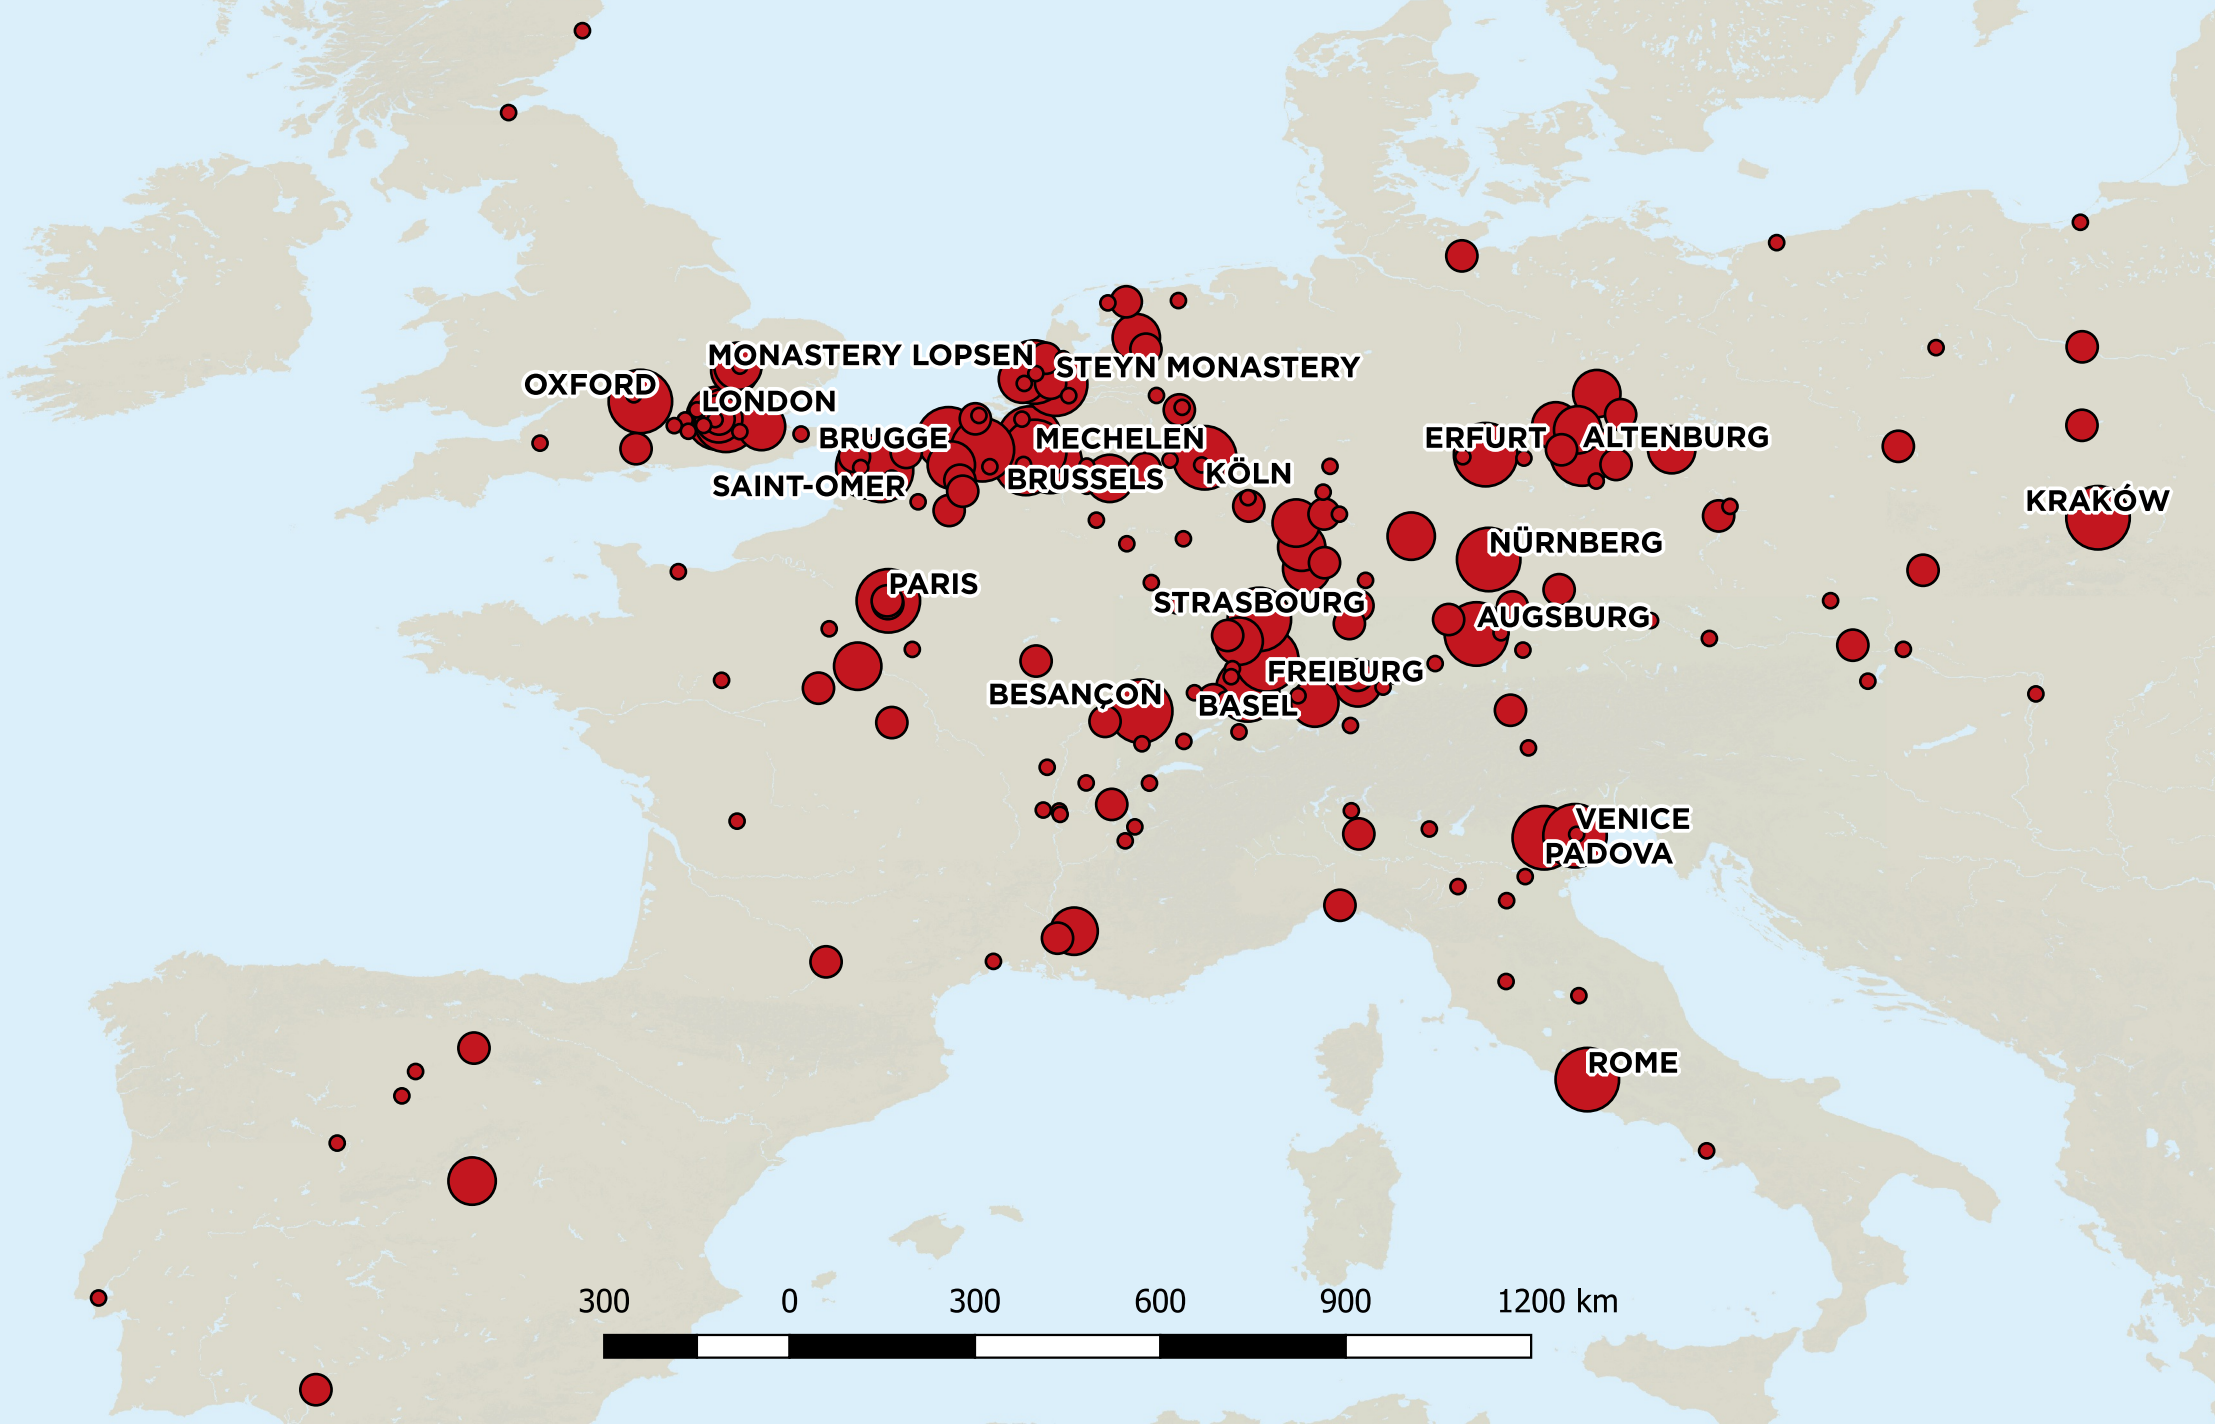 MONASTERY LOPSEN
STEYN MONASTERY
OXFORD
LONDON
BRUGGE
MECHELEN
ERFURT
ALTENBURG
SAINT-OMER
BRUSSELS
KÖLN
KRAKÓW
NÜRNBERG
PARIS
STRASBOURG
AUGSBURG
FREIBURG
BESANÇON
BASEL
VENICE
PADOVA
ROME
300 0 300 600 900 1200 km